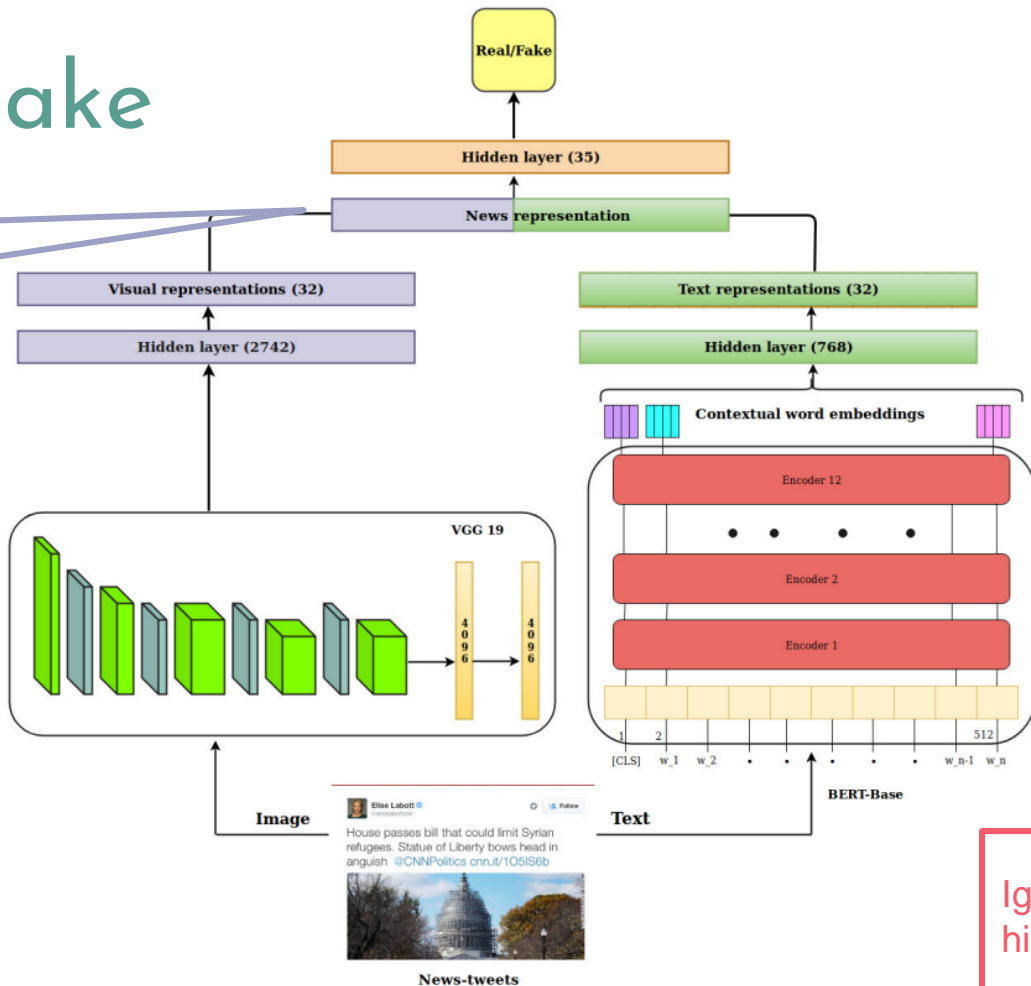 Real/Fake
ake
Hidden layer (35)
News representation
Visual representations (32)
Text representations (32)
Hidden layer (2742)
Hidden layer (768)
Contextual word embeddings
Encoder 12
VGG 19
Encoder 2
4096
4096
Encoder 1
1
2
512
[CLS]
w_1
w_2
w_n-1
w_n
BERT-Base
Image
Text
Elise Labott
Follow
House passes bill that could limit Syrian
refugees. Statue of Liberty bows head in
anguish @CNNPolitics cnn.it/1O5IS6b
News-tweets
Ig
hi